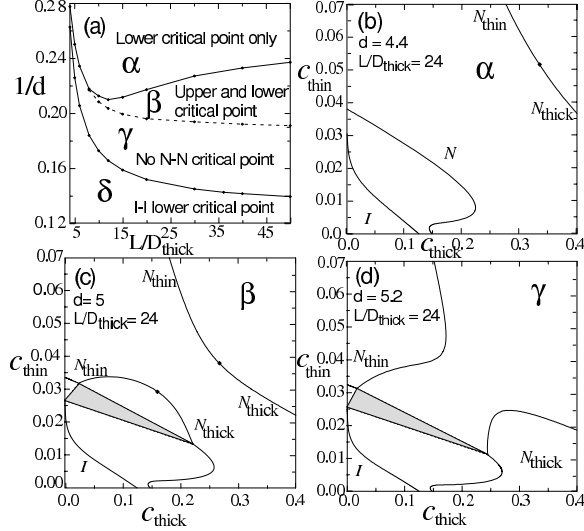 (a)
0.28
0.24
1/d
0.20
0.16
0.12
5 15 25 35 45
L/D_thick
Lower critical point only
α
β
Upper and lower
critical point
γ
No N-N critical point
δ
I-I lower critical point
(b)
d = 4.4
L/D_thick = 24
α
0.07
0.06
0.05
c_thin
0.04
0.03
0.02
0.01
0.00
0.0 0.1 0.2 0.3 0.4
c_thick
N_thin
N_thick
N
I
(c)
d= 5
L/D_thick = 24
β
0.07
0.06
0.05
0.04
c_thin
0.03
0.02
0.01
0.00
0.0 0.1 0.2 0.3 0.4
c_thick
N_thin
N_thin
N_thick
N_thick
I
(d)
d = 5.2
L/D_thick = 24
γ
0.07
0.06
0.05
0.04
c_thin
0.03
0.02
0.01
0.00
0.0 0.1 0.2 0.3 0.4
c_thick
N_thin
N_thick
I